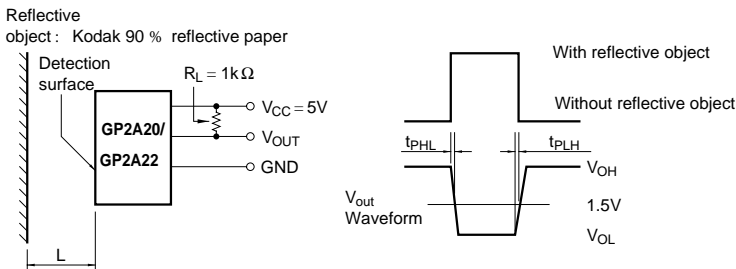 Reflective
object : Kodak 90 % reflective paper
Detection
surface
RL = 1kΩ
GP2A20/
GP2A22
VCC = 5V
VOUT
GND
L
With reflective object
Without reflective object
tPHL
tPLH
VOH
Vout
Waveform
1.5V
VOL